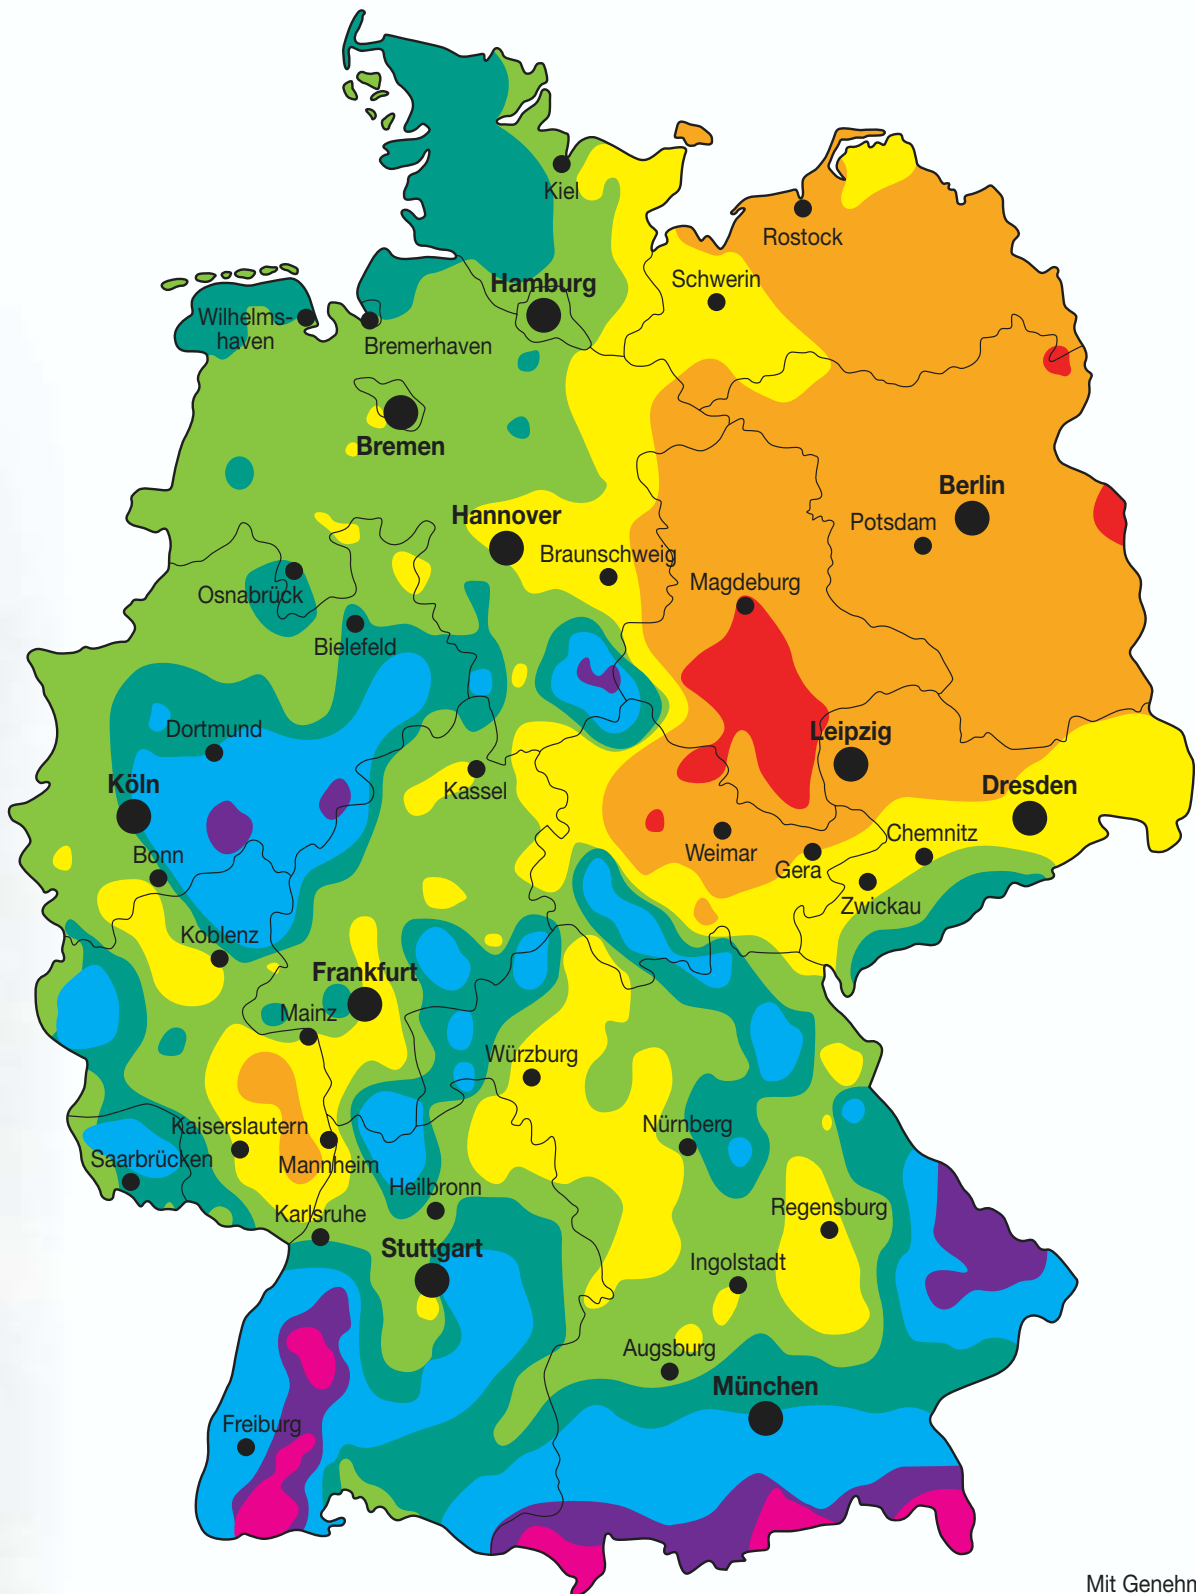 Kiel
Rostock
Schwerin
Hamburg
Wilhelms-
haven
Bremerhaven
Bremen
Berlin
Hannover
Potsdam
Braunschweig
Magdeburg
Osnabrück
Bielefeld
Dortmund
Leipzig
Köln
Kassel
Dresden
Chemnitz
Weimar
Bonn
Gera
Zwickau
Koblenz
Frankfurt
Mainz
Würzburg
Kaiserslautern
Nürnberg
Saarbrücken
Mannheim
Heilbronn
Regensburg
Karlsruhe
Stuttgart
Ingolstadt
Augsburg
München
Freiburg
Mit Genehm